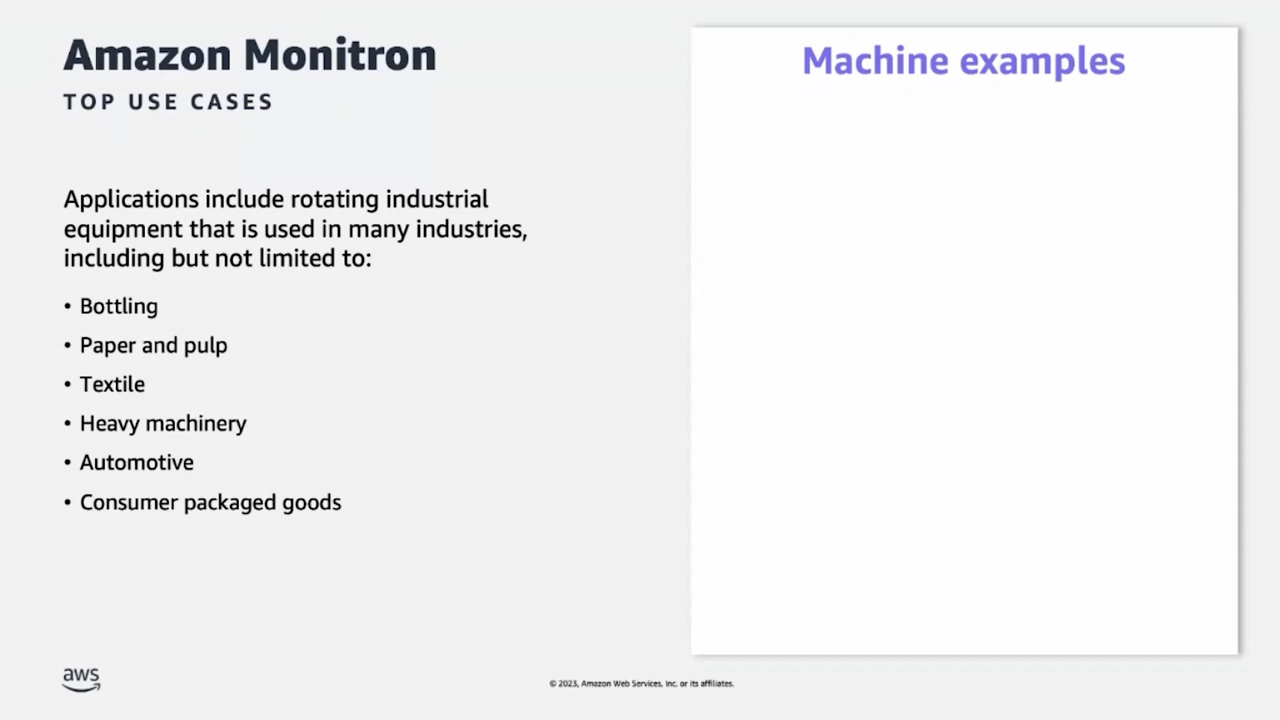 Amazon Monitron
TOP USE CASES
Applications include rotating industrial
equipment that is used in many industries,
including but not limited to:
• Bottling
• Paper and pulp
• Textile
• Heavy machinery
• Automotive
• Consumer packaged goods
Machine examples
aws
© 2023, Amazon Web Services, Inc. or its affiliates.